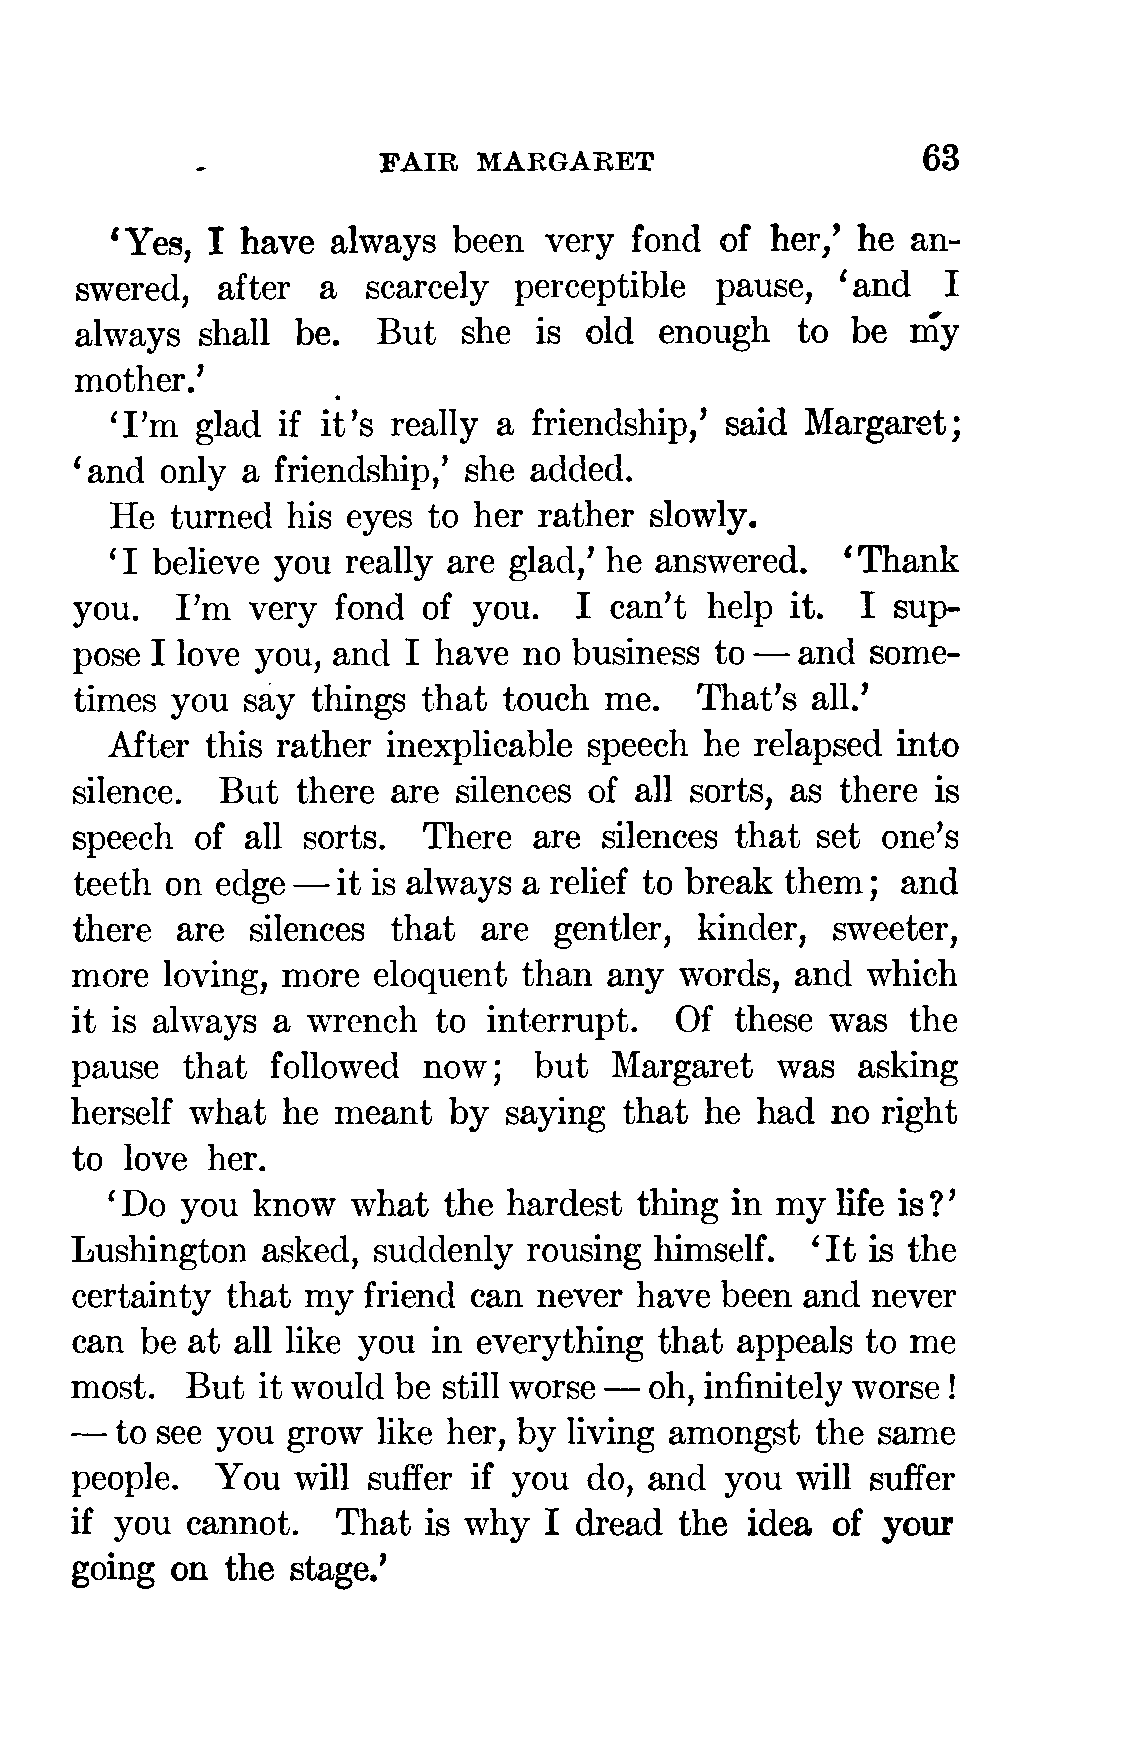 FAIR MARGARET 63
‘Yes, I have always been very fond of her,’ he an-
swered, after a scarcely perceptible pause, ‘and I
always shall be. But she is old enough to be my
mother.’
‘I’m glad if it’s really a friendship,’ said Margaret;
‘and only a friendship,’ she added.
He turned his eyes to her rather slowly.
‘I believe you really are glad,’ he answered. ‘Thank
you. I’m very fond of you. I can’t help it. I sup-
pose I love you, and I have no business to — and some-
times you say things that touch me. That’s all.’
After this rather inexplicable speech he relapsed into
silence. But there are silences of all sorts, as there is
speech of all sorts. There are silences that set one’s
teeth on edge — it is always a relief to break them; and
there are silences that are gentler, kinder, sweeter,
more loving, more eloquent than any words, and which
it is always a wrench to interrupt. Of these was the
pause that followed now; but Margaret was asking
herself what he meant by saying that he had no right
to love her.
‘Do you know what the hardest thing in my life is?’
Lushington asked, suddenly rousing himself. ‘It is the
certainty that my friend can never have been and never
can be at all like you in everything that appeals to me
most. But it would be still worse — oh, infinitely worse!
— to see you grow like her, by living amongst the same
people. You will suffer if you do, and you will suffer
if you cannot. That is why I dread the idea of your
going on the stage.’